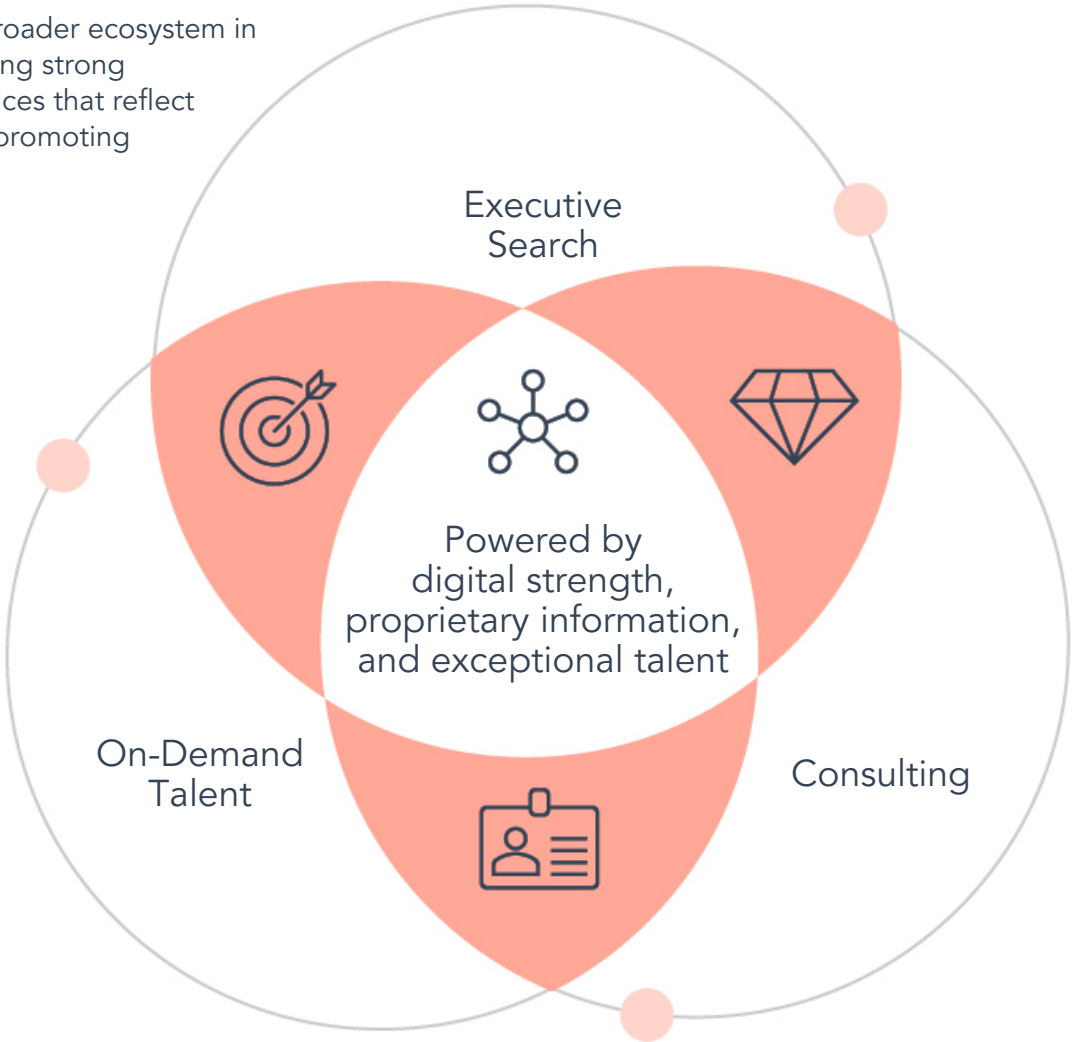 roader ecosystem in
ng strong
ices that reflect
promoting
Executive
Search
Powered by
digital strength,
proprietary information,
and exceptional talent
On-Demand
Talent
Consulting